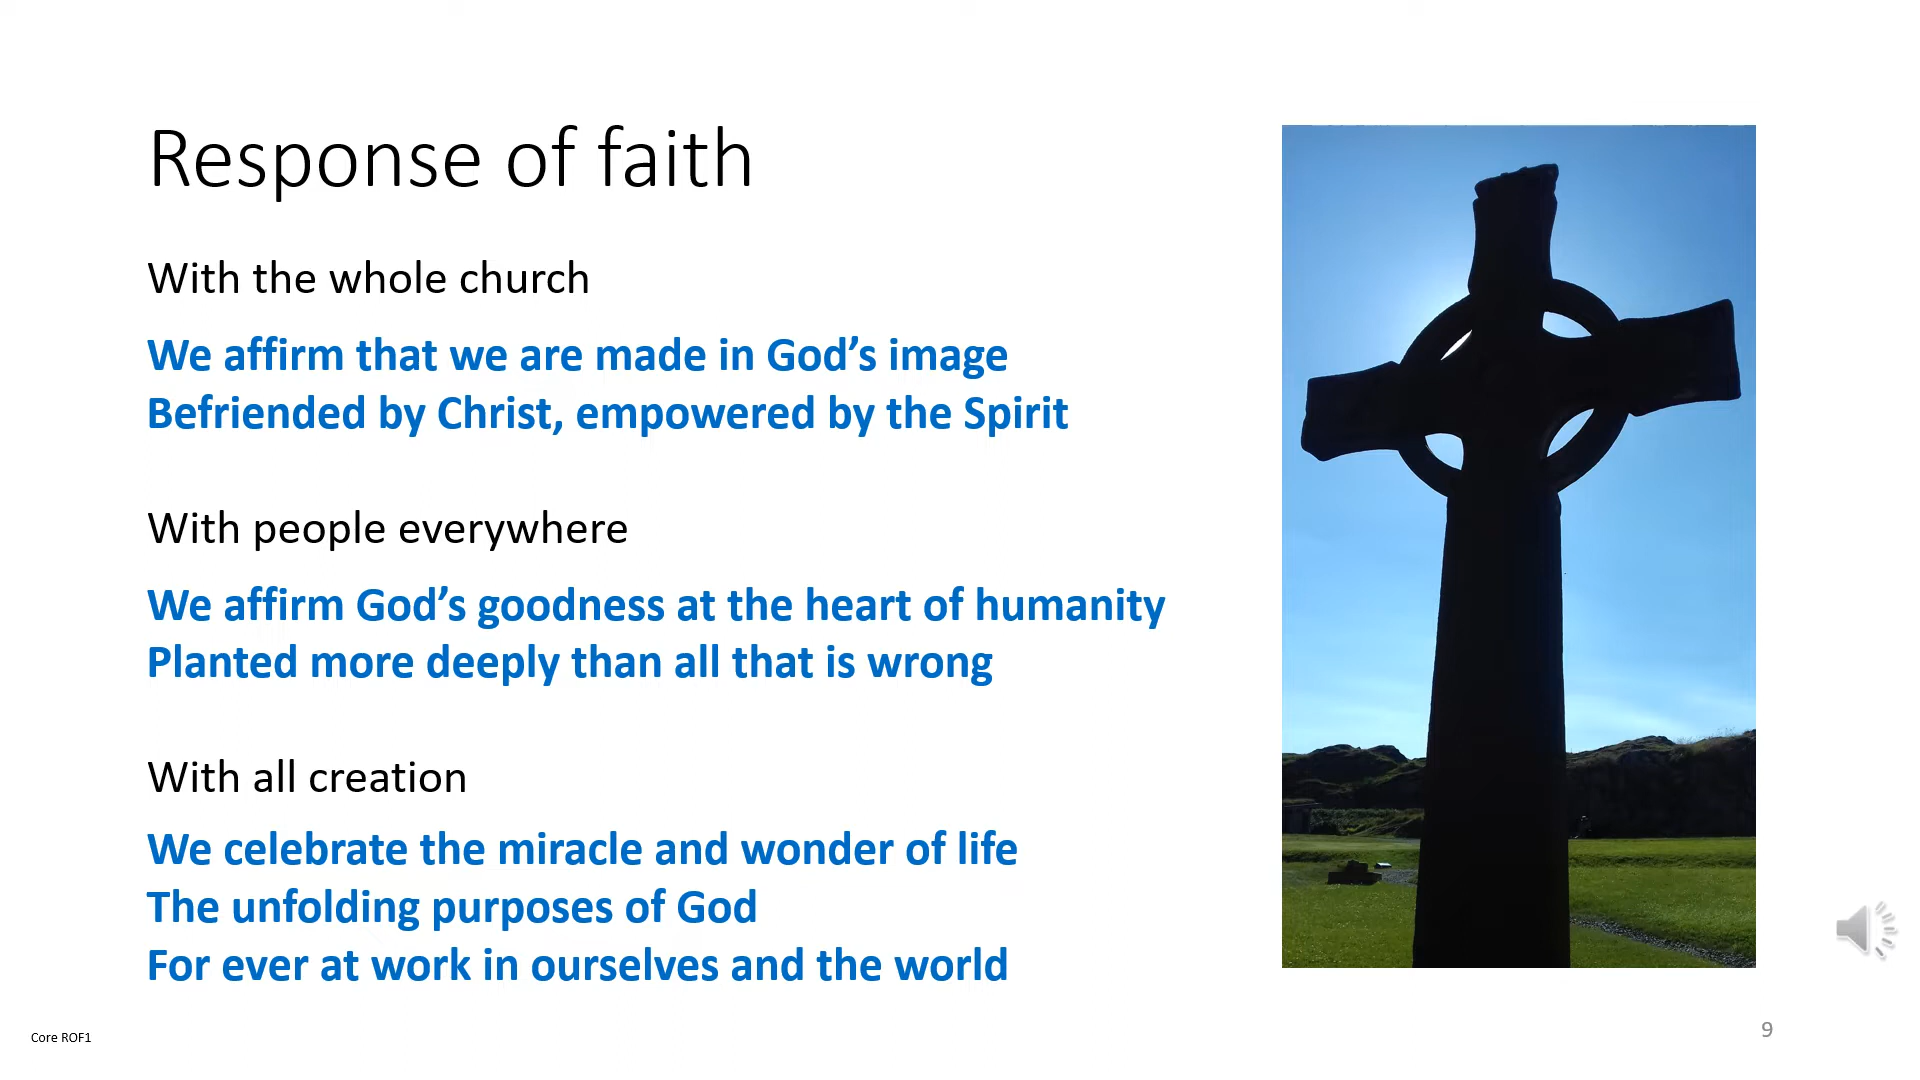 Response of faith
With the whole church
We affirm that we are made in God’s image
Befriended by Christ, empowered by the Spirit
With people everywhere
We affirm God’s goodness at the heart of humanity
Planted more deeply than all that is wrong
With all creation
We celebrate the miracle and wonder of life
The unfolding purposes of God
For ever at work in ourselves and the world
Core ROF1
9